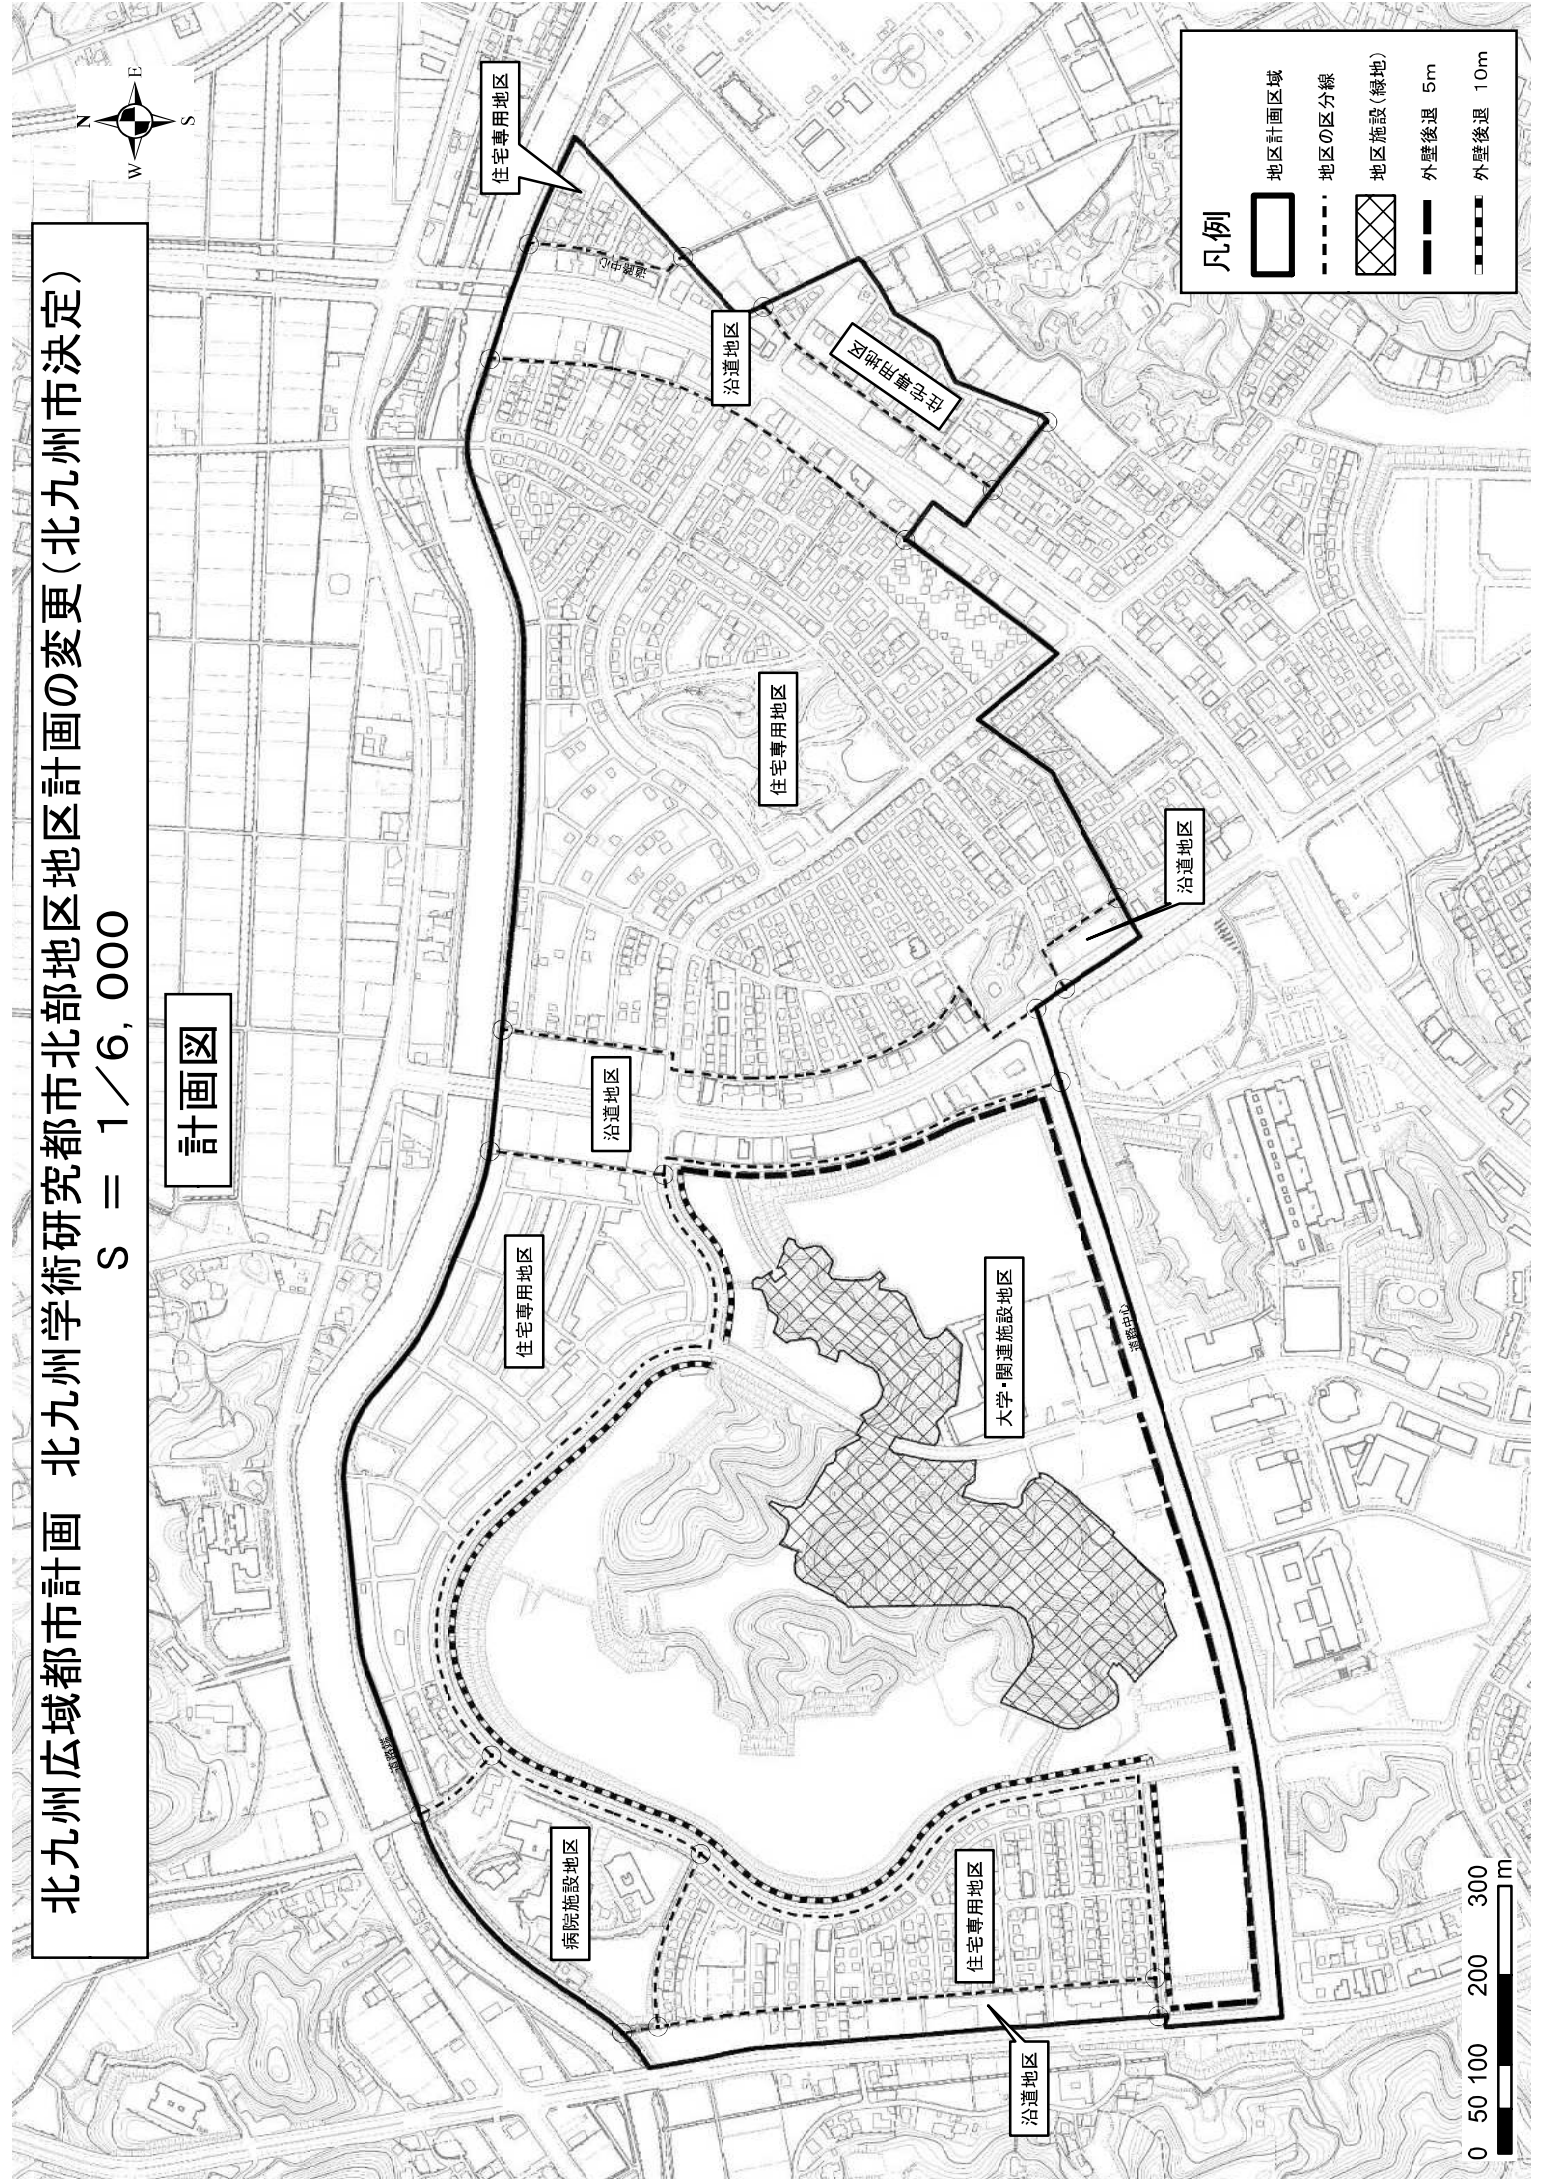 北九州広域都市計画 北九州学術研究都市北部地区地区計画の変更(北九州市決定)
S = 1/6,000
計画図
N
W
E
S
住宅専用地区
道路中心
沿道地区
住宅専用地区
住宅専用地区
沿道地区
沿道地区
住宅専用地区
大学・関連施設地区
道路中心
道路端
病院施設地区
住宅専用地区
沿道地区
凡例
地区計画区域
地区の区分線
地区施設(緑地)
外壁後退 5m
外壁後退 10m
0 50 100 200 300
m